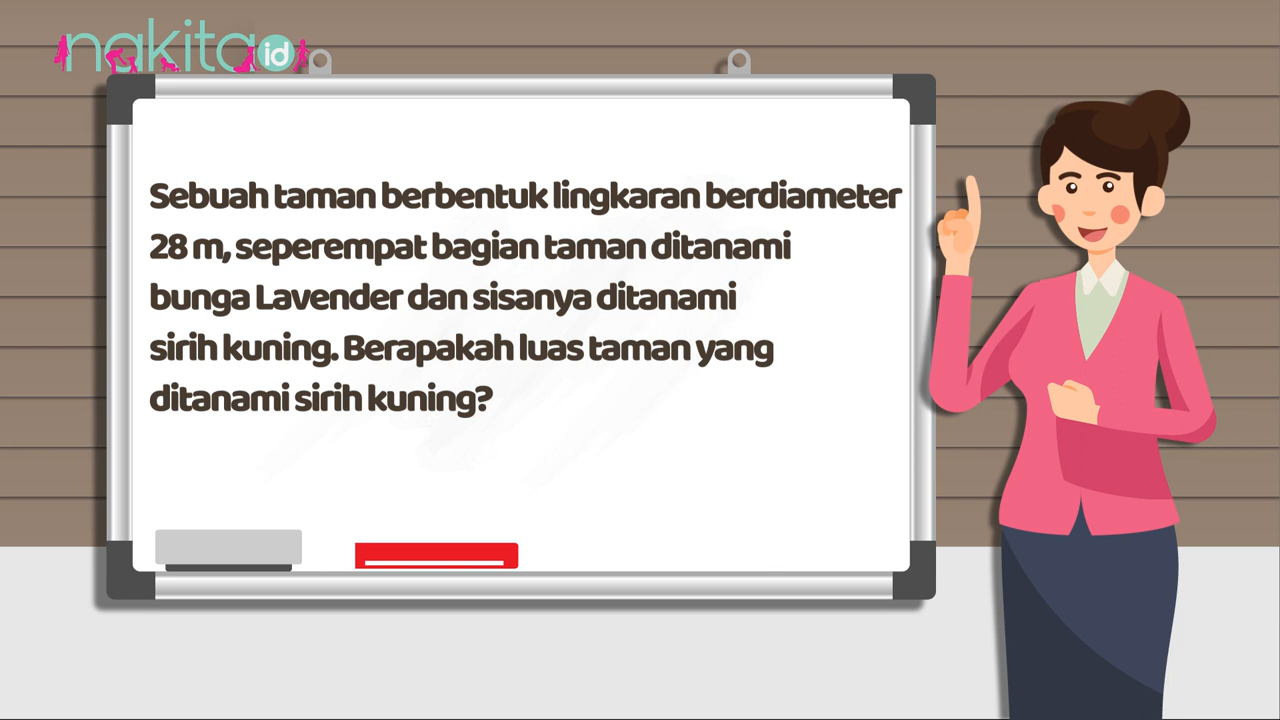 nakita id
Sebuah taman berbentuk lingkaran berdiameter
28 m, seperempat bagian taman ditanami
bunga Lavender dan sisanya ditanami
sirih kuning. Berapakah luas taman yang
ditanami sirih kuning?